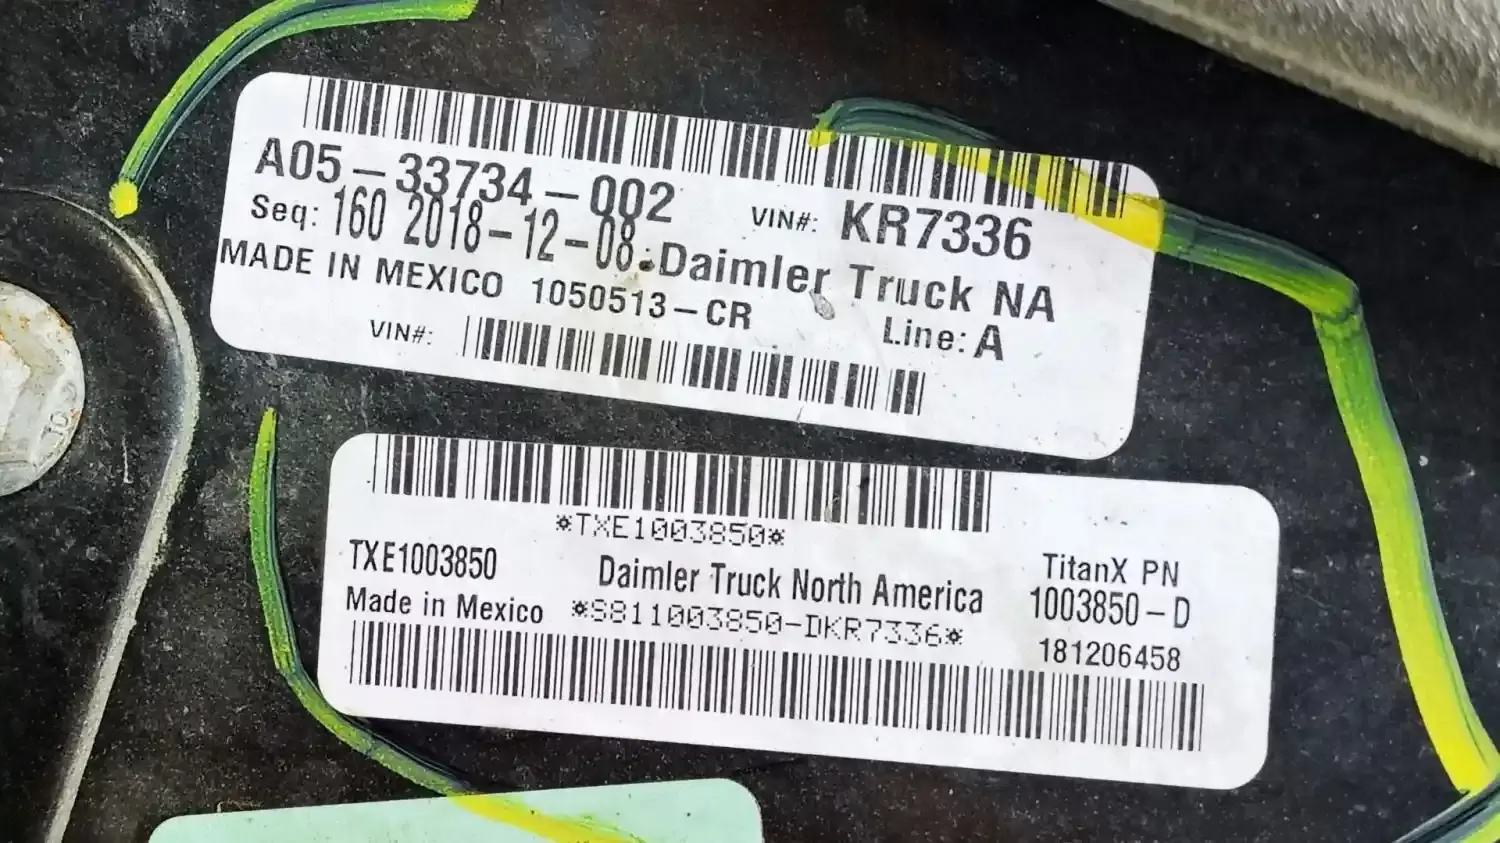 A05-33734-002
VIN#: KR7336
Seq: 160 2018-12-08: Daimler Truck NA
MADE IN MEXICO 1050513-CR
Line: A
VIN#:
*TXE1003850*
TXE1003850
Daimler Truck North America
TitanX PN
1003850-D
Made in Mexico
*S811003850-DKR7336*
181206458